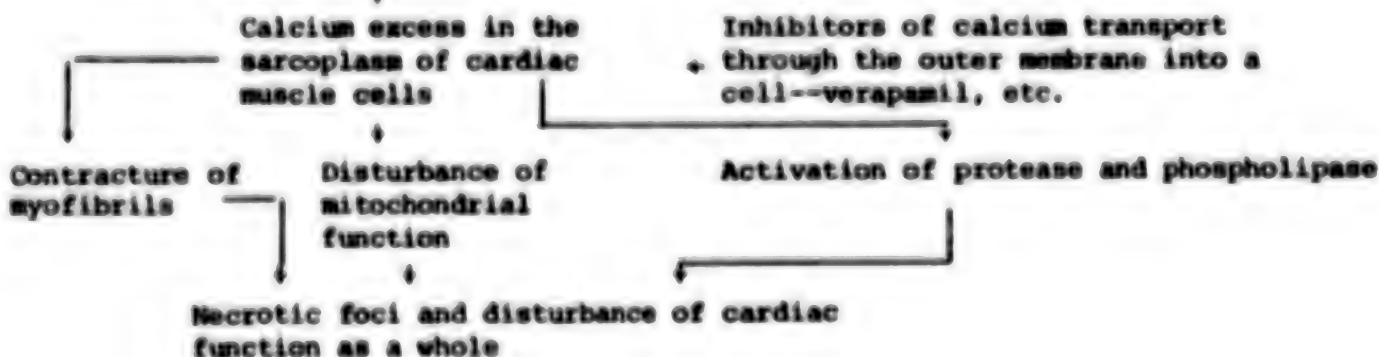 Calcium excess in the
sarcoplasm of cardiac
muscle cells
Inhibitors of calcium transport
through the outer membrane into a
cell--verapamil, etc.
Contracture of
myofibrils
Disturbance of
mitochondrial
function
Activation of protease and phospholipase
Necrotic foci and disturbance of cardiac
function as a whole